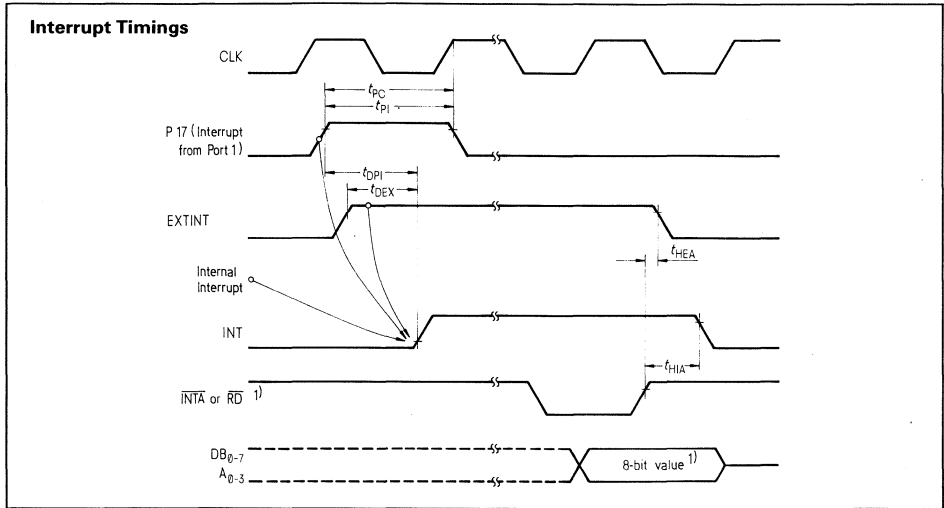 Interrupt Timings
CLK
tPC
tPI
P 17 (Interrupt
from Port 1)
tDPI
tDEX
EXTINT
tHEA
Internal
Interrupt
INT
tHIA
INTA or RD 1)
DB0-7
A0-3
8-bit value 1)